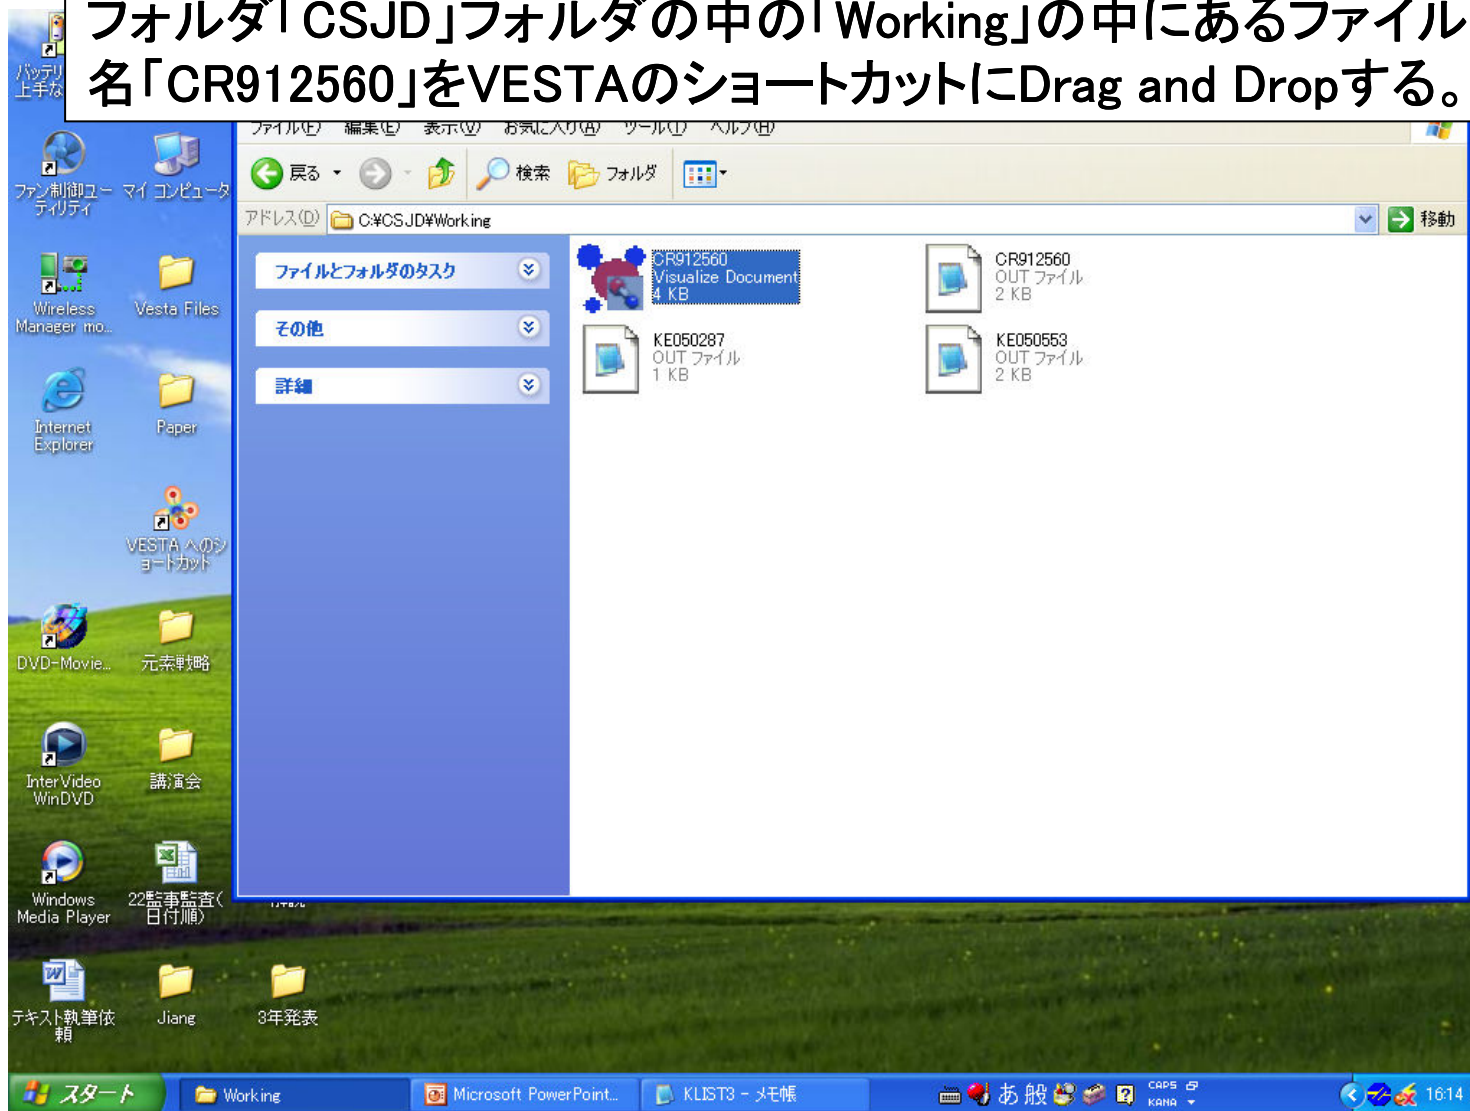 フォルダ「CSJD」フォルダの中の「Working」の中にあるファイル
名「CR912560」をVESTAのショートカットにDrag and Dropする。
バッテリ
上手な
ファイル(F) 編集(E) 表示(V) お気に入り(A) ツール(T) ヘルプ(H)
戻る 検索 フォルダ
アドレス(D) C:¥CSJD¥Working 移動
ファン制御ユー
ティリティ
マイ コンピュータ
Wireless
Manager mo...
Vesta Files
Internet
Explorer
Paper
VESTA へのシ
ョートカット
DVD-Movie...
元素戦略
InterVideo
WinDVD
講演会
Windows
Media Player
22監事監査(
日付順)
テキスト執筆依
頼
Jiang
3年発表
ファイルとフォルダのタスク
その他
詳細
CR912560
Visualize Document
4 KB
CR912560
OUT ファイル
2 KB
KE050287
OUT ファイル
1 KB
KE050553
OUT ファイル
2 KB
スタート Working Microsoft PowerPoint... KLIST3 - メモ帳 あ 般 CAPS KANA 16:14